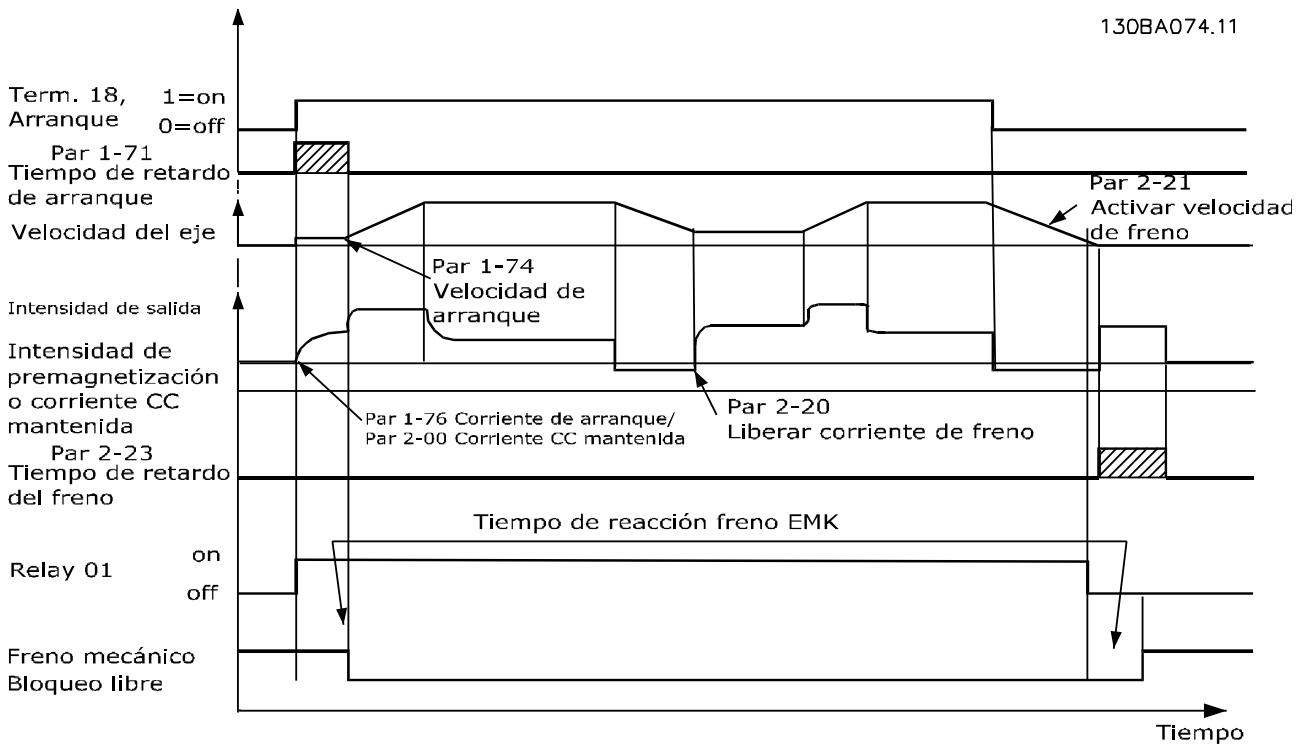 130BA074.11
Term. 18,
Arranque
1=on
0=off
Par 1-71
Tiempo de retardo
de arranque
Velocidad del eje
Par 2-21
Activar velocidad
de freno
Par 1-74
Velocidad de
arranque
Intensidad de salida
Intensidad de
premagnetización
o corriente CC
mantenida
Par 1-76 Corriente de arranque/
Par 2-00 Corriente CC mantenida
Par 2-20
Liberar corriente de freno
Par 2-23
Tiempo de retardo
del freno
Tiempo de reacción freno EMK
Relay 01
on
off
Freno mecánico
Bloqueo libre
Tiempo